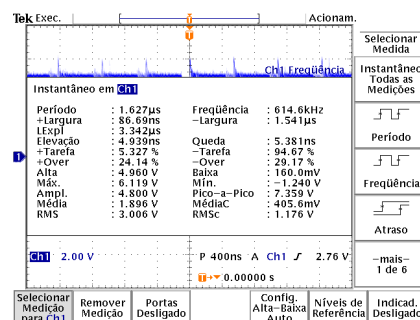 Tek Exec. Acionam.
Selecionar
Medida
Ch1 Freqüência
Instantâneo em Ch1
Instantâneo
Todas as
Medições
Período : 1.627µs Freqüência : 614.6kHz
+Largura : 86.69ns −Largura : 1.541µs
LExpl : 3.342µs
Elevação : 4.939ns Queda : 5.381ns
+Tarefa : 5.327 % −Tarefa : 94.67 %
+Over : 24.14 % −Over : 29.17 %
Alta : 4.960 V Baixa : 160.0mV
Máx. : 6.119 V Mín. : −1.240 V
Ampl. : 4.800 V Pico−a−Pico : 7.359 V
Média : 1.896 V MédiaC : 405.6mV
RMS : 3.006 V RMSc : 1.176 V
Período
Freqüência
Atraso
1
Ch1 2.00 V P 400ns A Ch1 2.76 V
0.00000 s
−mais−
1 de 6
Selecionar
Medição
para Ch1
Remover
Medição
Portas
Desligado
Config.
Alta−Baixa
Auto
Níveis de
Referência
Indicad.
Desligado